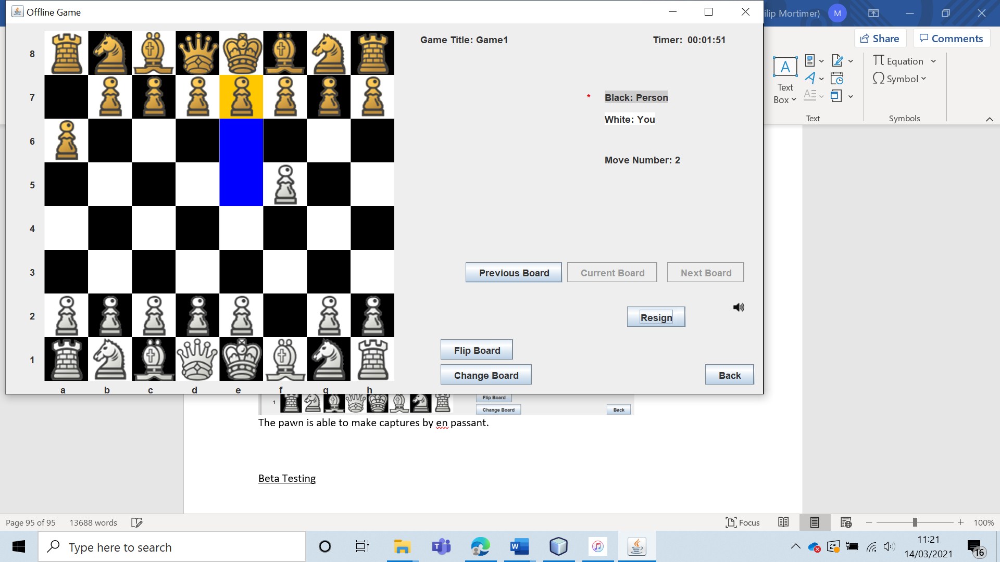 Offline Game
ilip Mortimer)
M
Share
Comments
Game Title: Game1
Timer: 00:01:51
Equation
Symbol
Text
Box
Text
Symbols
* Black: Person
White: You
Move Number: 2
8
7
6
5
4
3
2
1
a b c d e f g h
Previous Board
Current Board
Next Board
Resign
Flip Board
Change Board
Back
1
Flip Board
Change Board
Back
The pawn is able to make captures by en passant.
Beta Testing
Page 95 of 95
13688 words
Focus
100%
Type here to search
11:21
14/03/2021
16